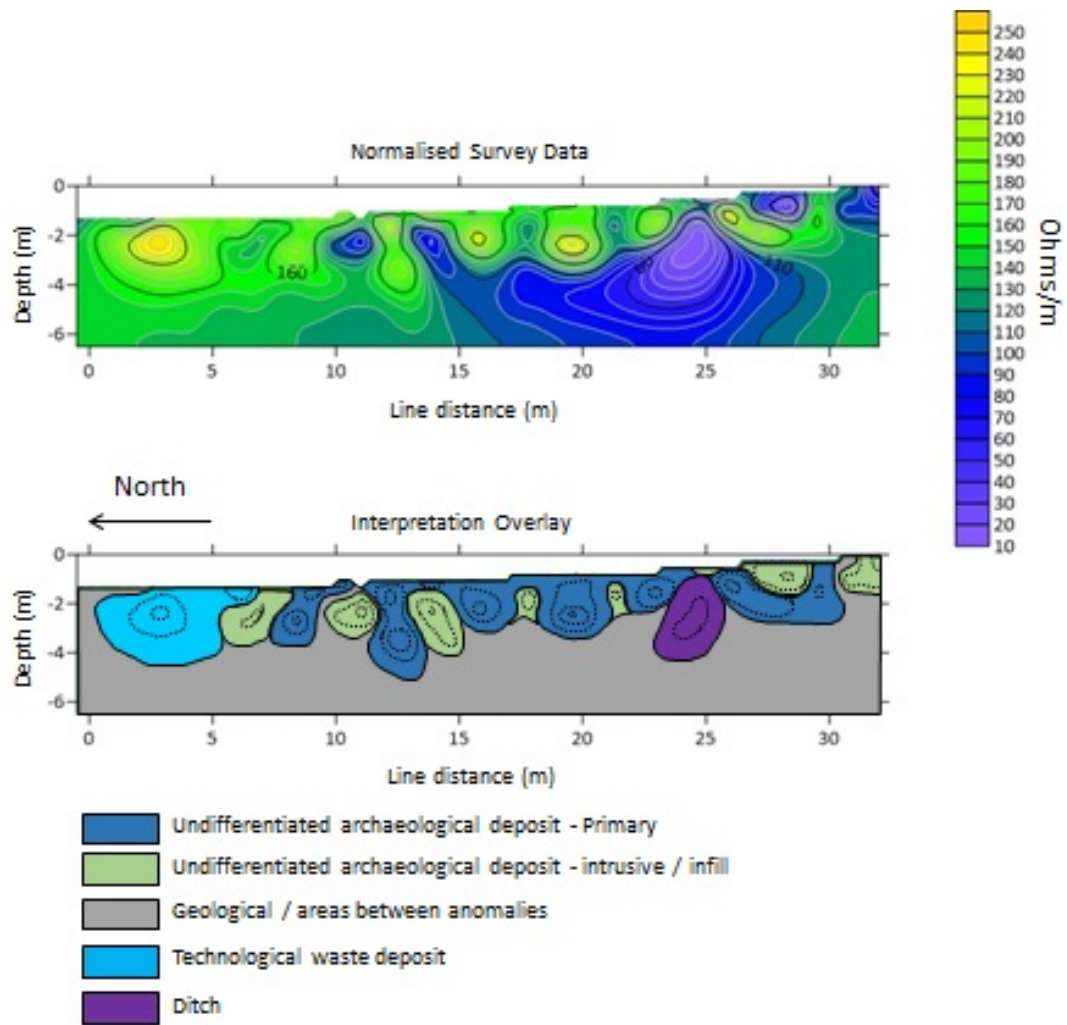 Normalised Survey Data
0
-2
-4
-6
Depth (m)
160
110
0 5 10 15 20 25 30
Line distance (m)
250
240
230
220
210
200
190
180
170
160
150
140
130
120
110
100
90
80
70
60
50
40
30
20
10
Ohms/m
North
Interpretation Overlay
0
-2
-4
-6
Depth (m)
0 5 10 15 20 25 30
Line distance (m)
Undifferentiated archaeological deposit - Primary
Undifferentiated archaeological deposit - intrusive / infill
Geological / areas between anomalies
Technological waste deposit
Ditch